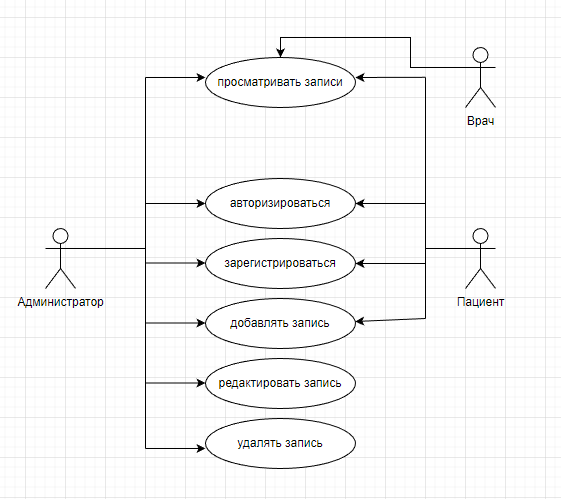 просматривать записи
Врач
авторизироваться
зарегистрироваться
Администратор
Пациент
добавлять запись
редактировать запись
удалять запись